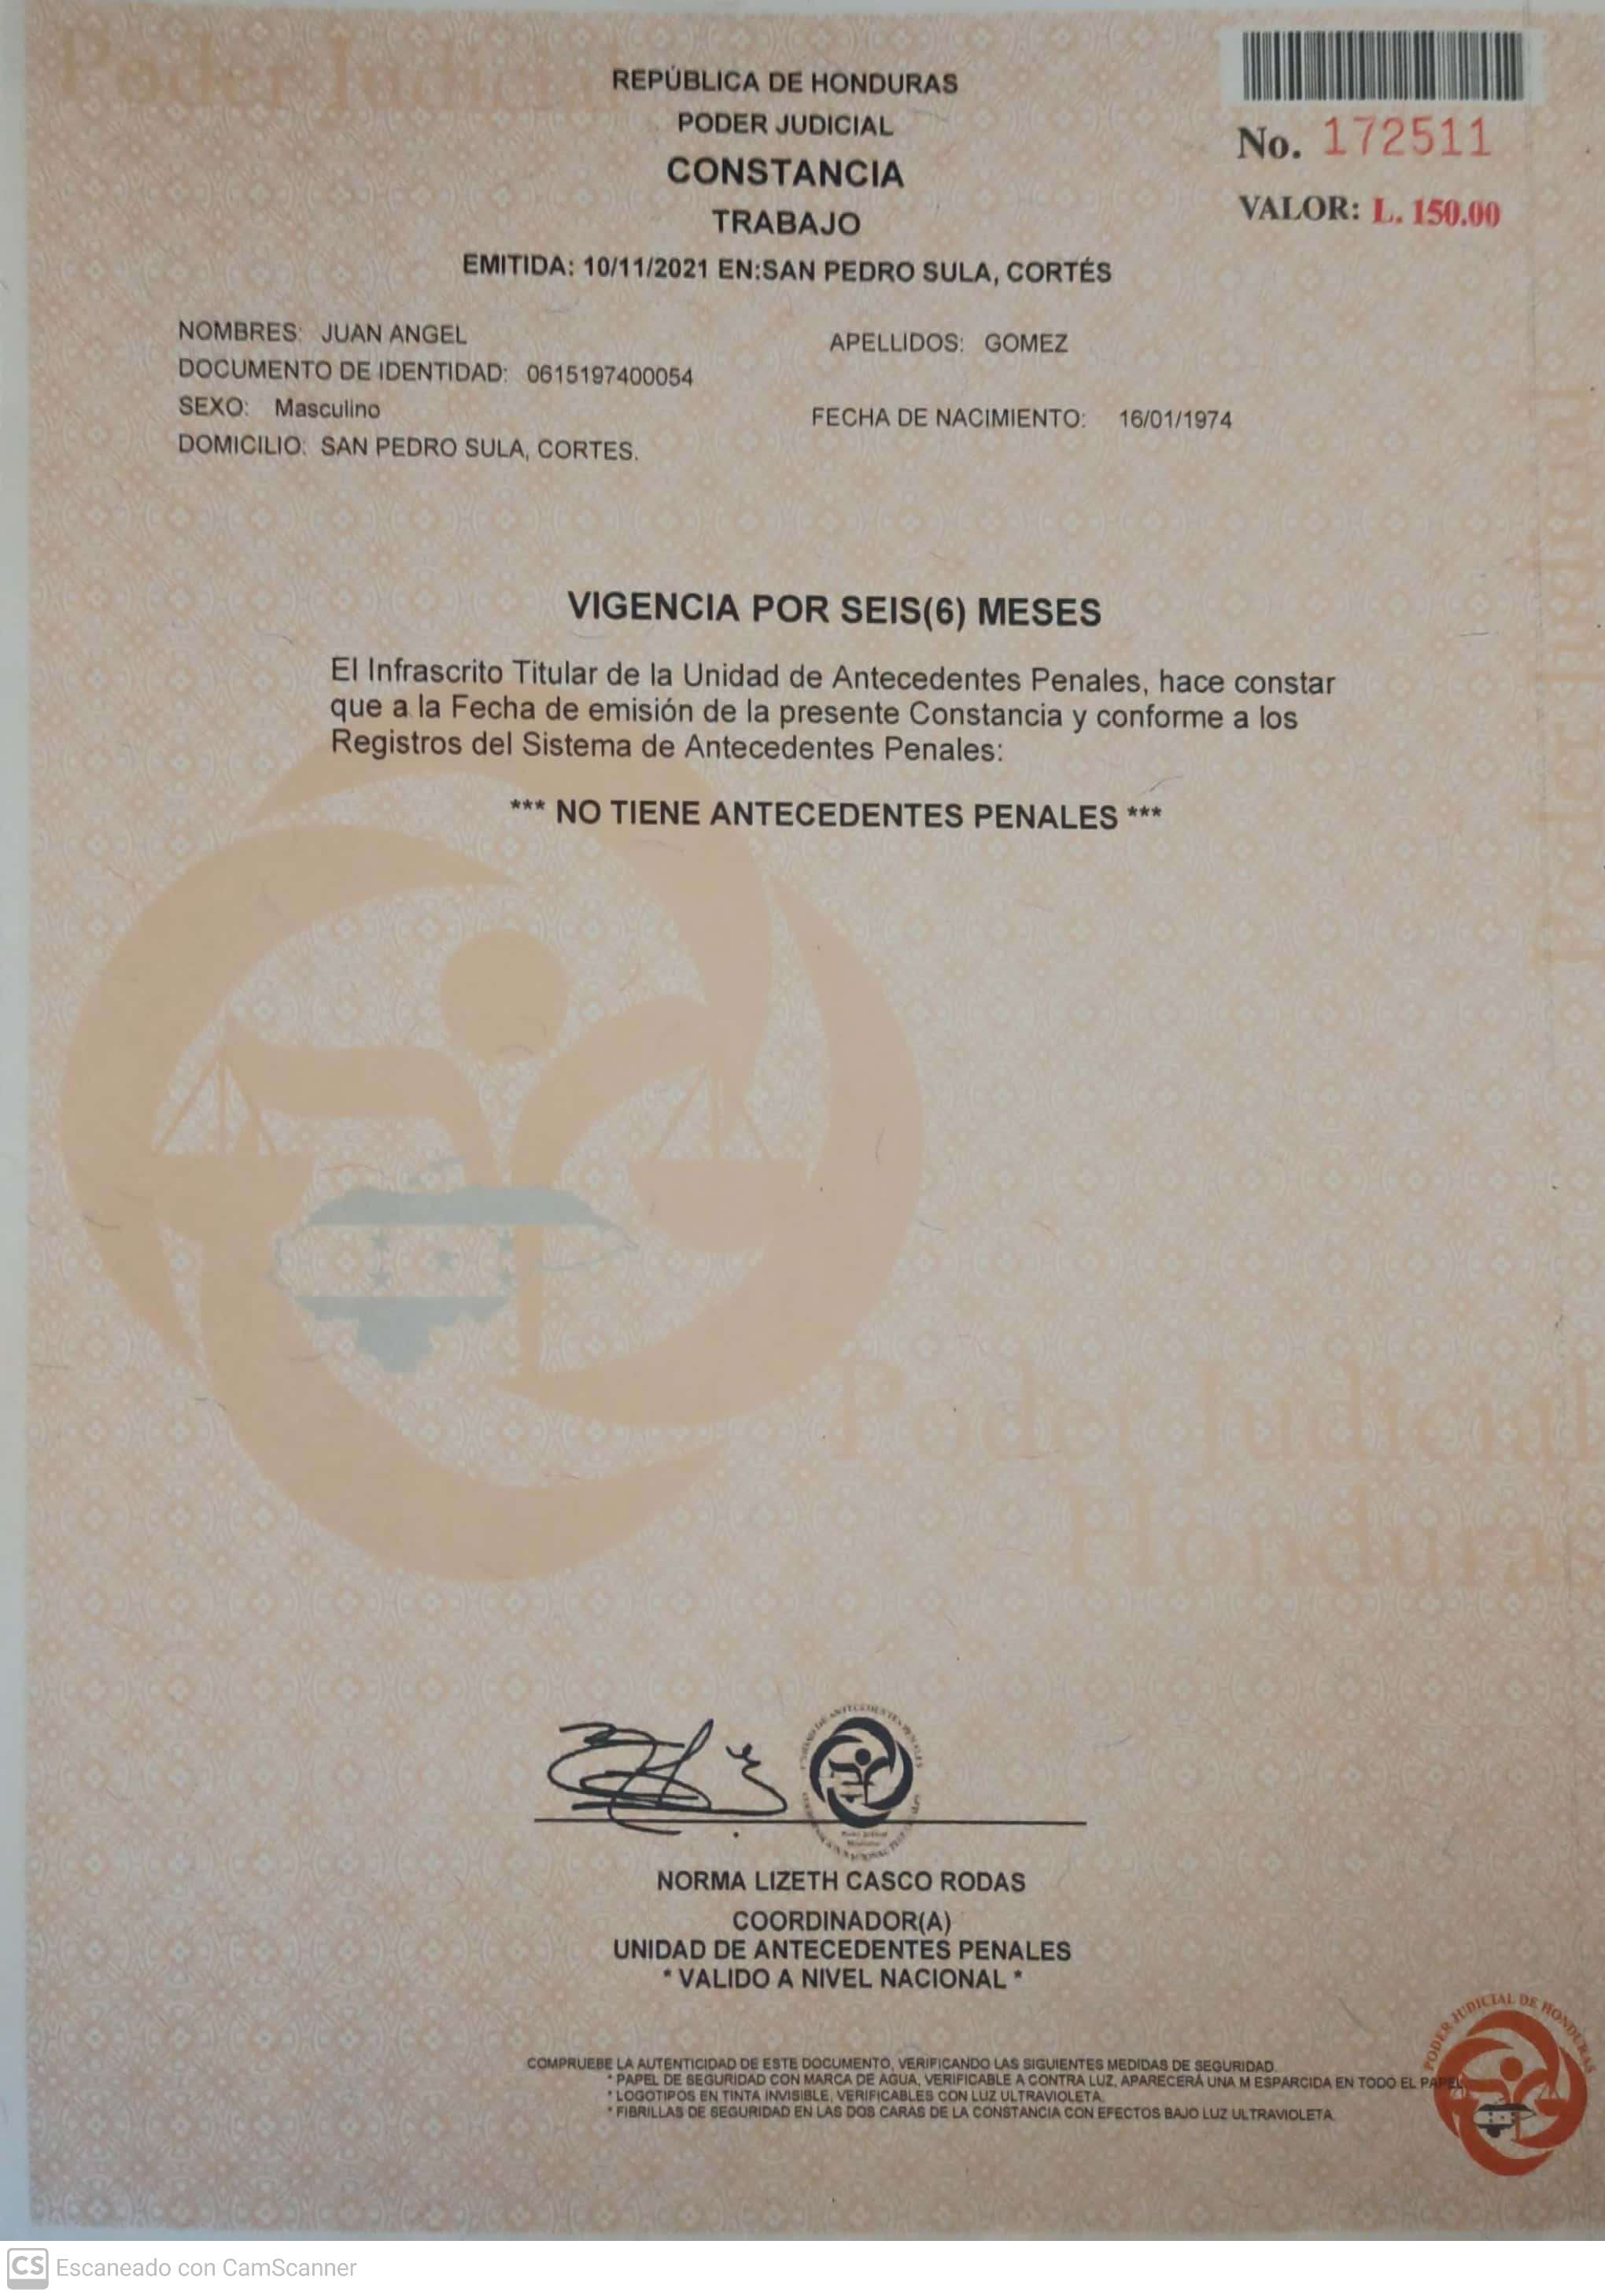 Poder Judicial
REPÚBLICA DE HONDURAS
PODER JUDICIAL
CONSTANCIA
TRABAJO
EMITIDA: 10/11/2021 EN:SAN PEDRO SULA, CORTÉS
No. 172511
VALOR: L. 150.00
NOMBRES: JUAN ANGEL
APELLIDOS: GOMEZ
DOCUMENTO DE IDENTIDAD: 0615197400054
SEXO: Masculino
FECHA DE NACIMIENTO: 16/01/1974
DOMICILIO: SAN PEDRO SULA, CORTES.
VIGENCIA POR SEIS(6) MESES
El Infrascrito Titular de la Unidad de Antecedentes Penales, hace constar
que a la Fecha de emisión de la presente Constancia y conforme a los
Registros del Sistema de Antecedentes Penales:
*** NO TIENE ANTECEDENTES PENALES ***
Poder Judicial
Honduras
NORMA LIZETH CASCO RODAS
COORDINADOR(A)
UNIDAD DE ANTECEDENTES PENALES
* VALIDO A NIVEL NACIONAL *
PODER JUDICIAL DE HONDURAS
COMPRUEBE LA AUTENTICIDAD DE ESTE DOCUMENTO, VERIFICANDO LAS SIGUIENTES MEDIDAS DE SEGURIDAD.
* PAPEL DE SEGURIDAD CON MARCA DE AGUA, VERIFICABLE A CONTRA LUZ, APARECERÁ UNA M ESPARCIDA EN TODO EL PAPEL
* LOGOTIPOS EN TINTA INVISIBLE, VERIFICABLES CON LUZ ULTRAVIOLETA.
* FIBRILLAS DE SEGURIDAD EN LAS DOS CARAS DE LA CONSTANCIA CON EFECTOS BAJO LUZ ULTRAVIOLETA.
CS Escaneado con CamScanner